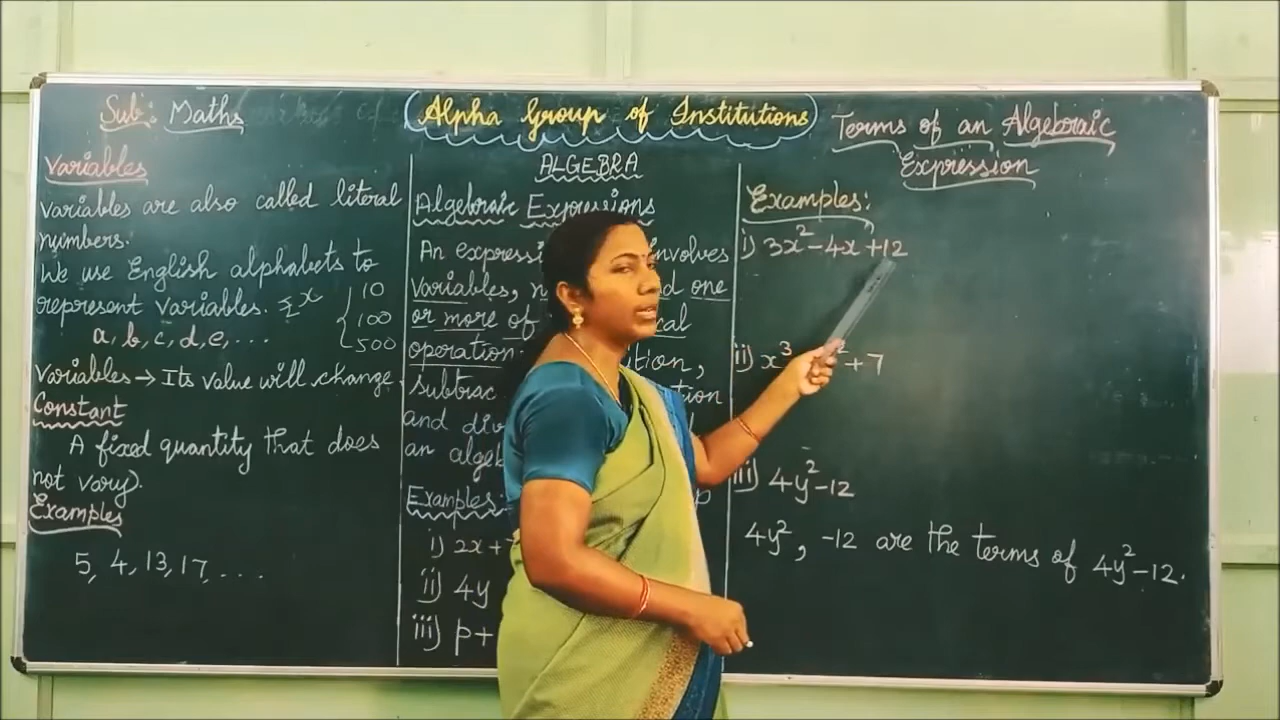 Sub: Maths
Alpha Group of Institutions
Variables
Variables are also called literal
numbers.
We use English alphabets to
represent variables. x
10
100
500
a, b, c, d, e, ....
Variables → Its value will change
Constant
A fixed quantity that does
not vary.
Examples
5, 4, 13, 17, ....
ALGEBRA
Algebraic Expressions
An involves
variables, one
or more of
operation.
subtrac
and div
an algeb
Examples:
i) 2x+
ii) 4y
iii) p+
Terms of an Algebraic
Expression
Examples:
i) 3x²-4x+12
ii) x³ ² + 7
iii) 4y²-12
4y², -12 are the terms of 4y²-12.